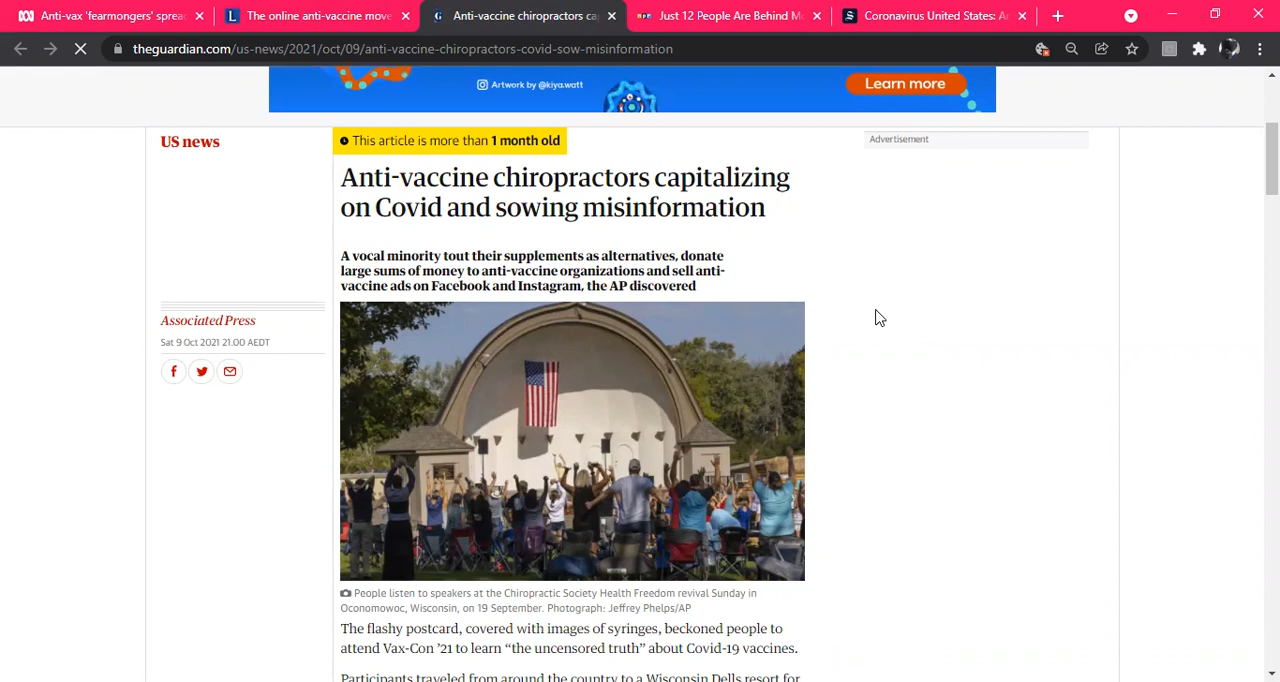 Anti-vax 'fearmongers' sprea
The online anti-vaccine move
Anti-vaccine chiropractors ca
Just 12 People Are Behind M
Coronavirus United States: A
theguardian.com/us-news/2021/oct/09/anti-vaccine-chiropractors-covid-sow-misinformation
Artwork by @kiya.watt
Learn more
US news
This article is more than 1 month old
Advertisement
Anti-vaccine chiropractors capitalizing
on Covid and sowing misinformation
A vocal minority tout their supplements as alternatives, donate
large sums of money to anti-vaccine organizations and sell anti-
vaccine ads on Facebook and Instagram, the AP discovered
Associated Press
Sat 9 Oct 2021 21.00 AEDT
People listen to speakers at the Chiropractic Society Health Freedom revival Sunday in
Oconomowoc, Wisconsin, on 19 September. Photograph: Jeffrey Phelps/AP
The flashy postcard, covered with images of syringes, beckoned people to
attend Vax-Con ’21 to learn “the uncensored truth” about Covid-19 vaccines.
Participants traveled from around the country to a Wisconsin Dells resort for